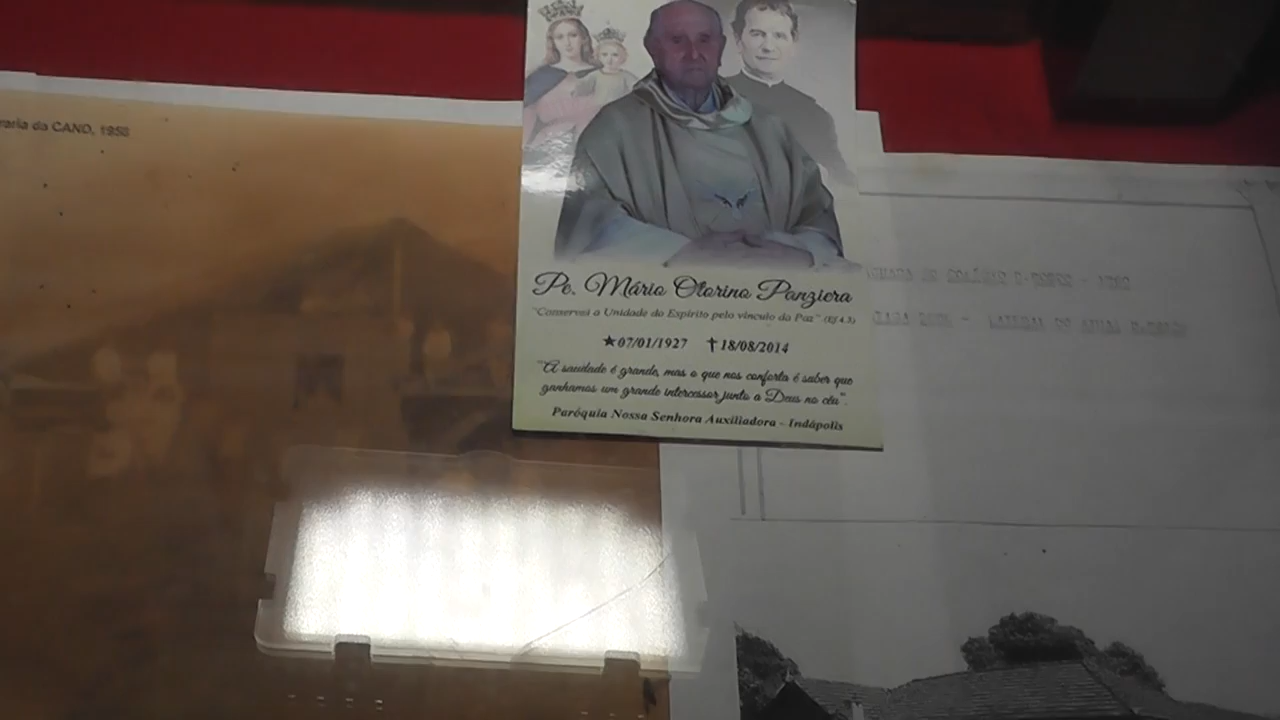 raria da CAND, 1958
Pe. Mário Otorino Panziera
"Conservai a Unidade do Espírito pelo vínculo da Paz" (Ef 4,3)
★07/01/1927 †18/08/2014
"A saudade é grande, mas o que nos conforta é saber que
ganhamos um grande intercessor junto a Deus no céu".
Paróquia Nossa Senhora Auxiliadora - Indápolis